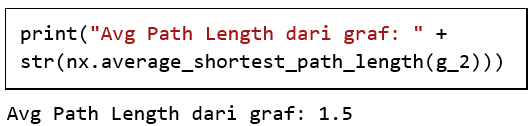 print("Avg Path Length dari graf: " +
str(nx.average_shortest_path_length(g_2)))
Avg Path Length dari graf: 1.5